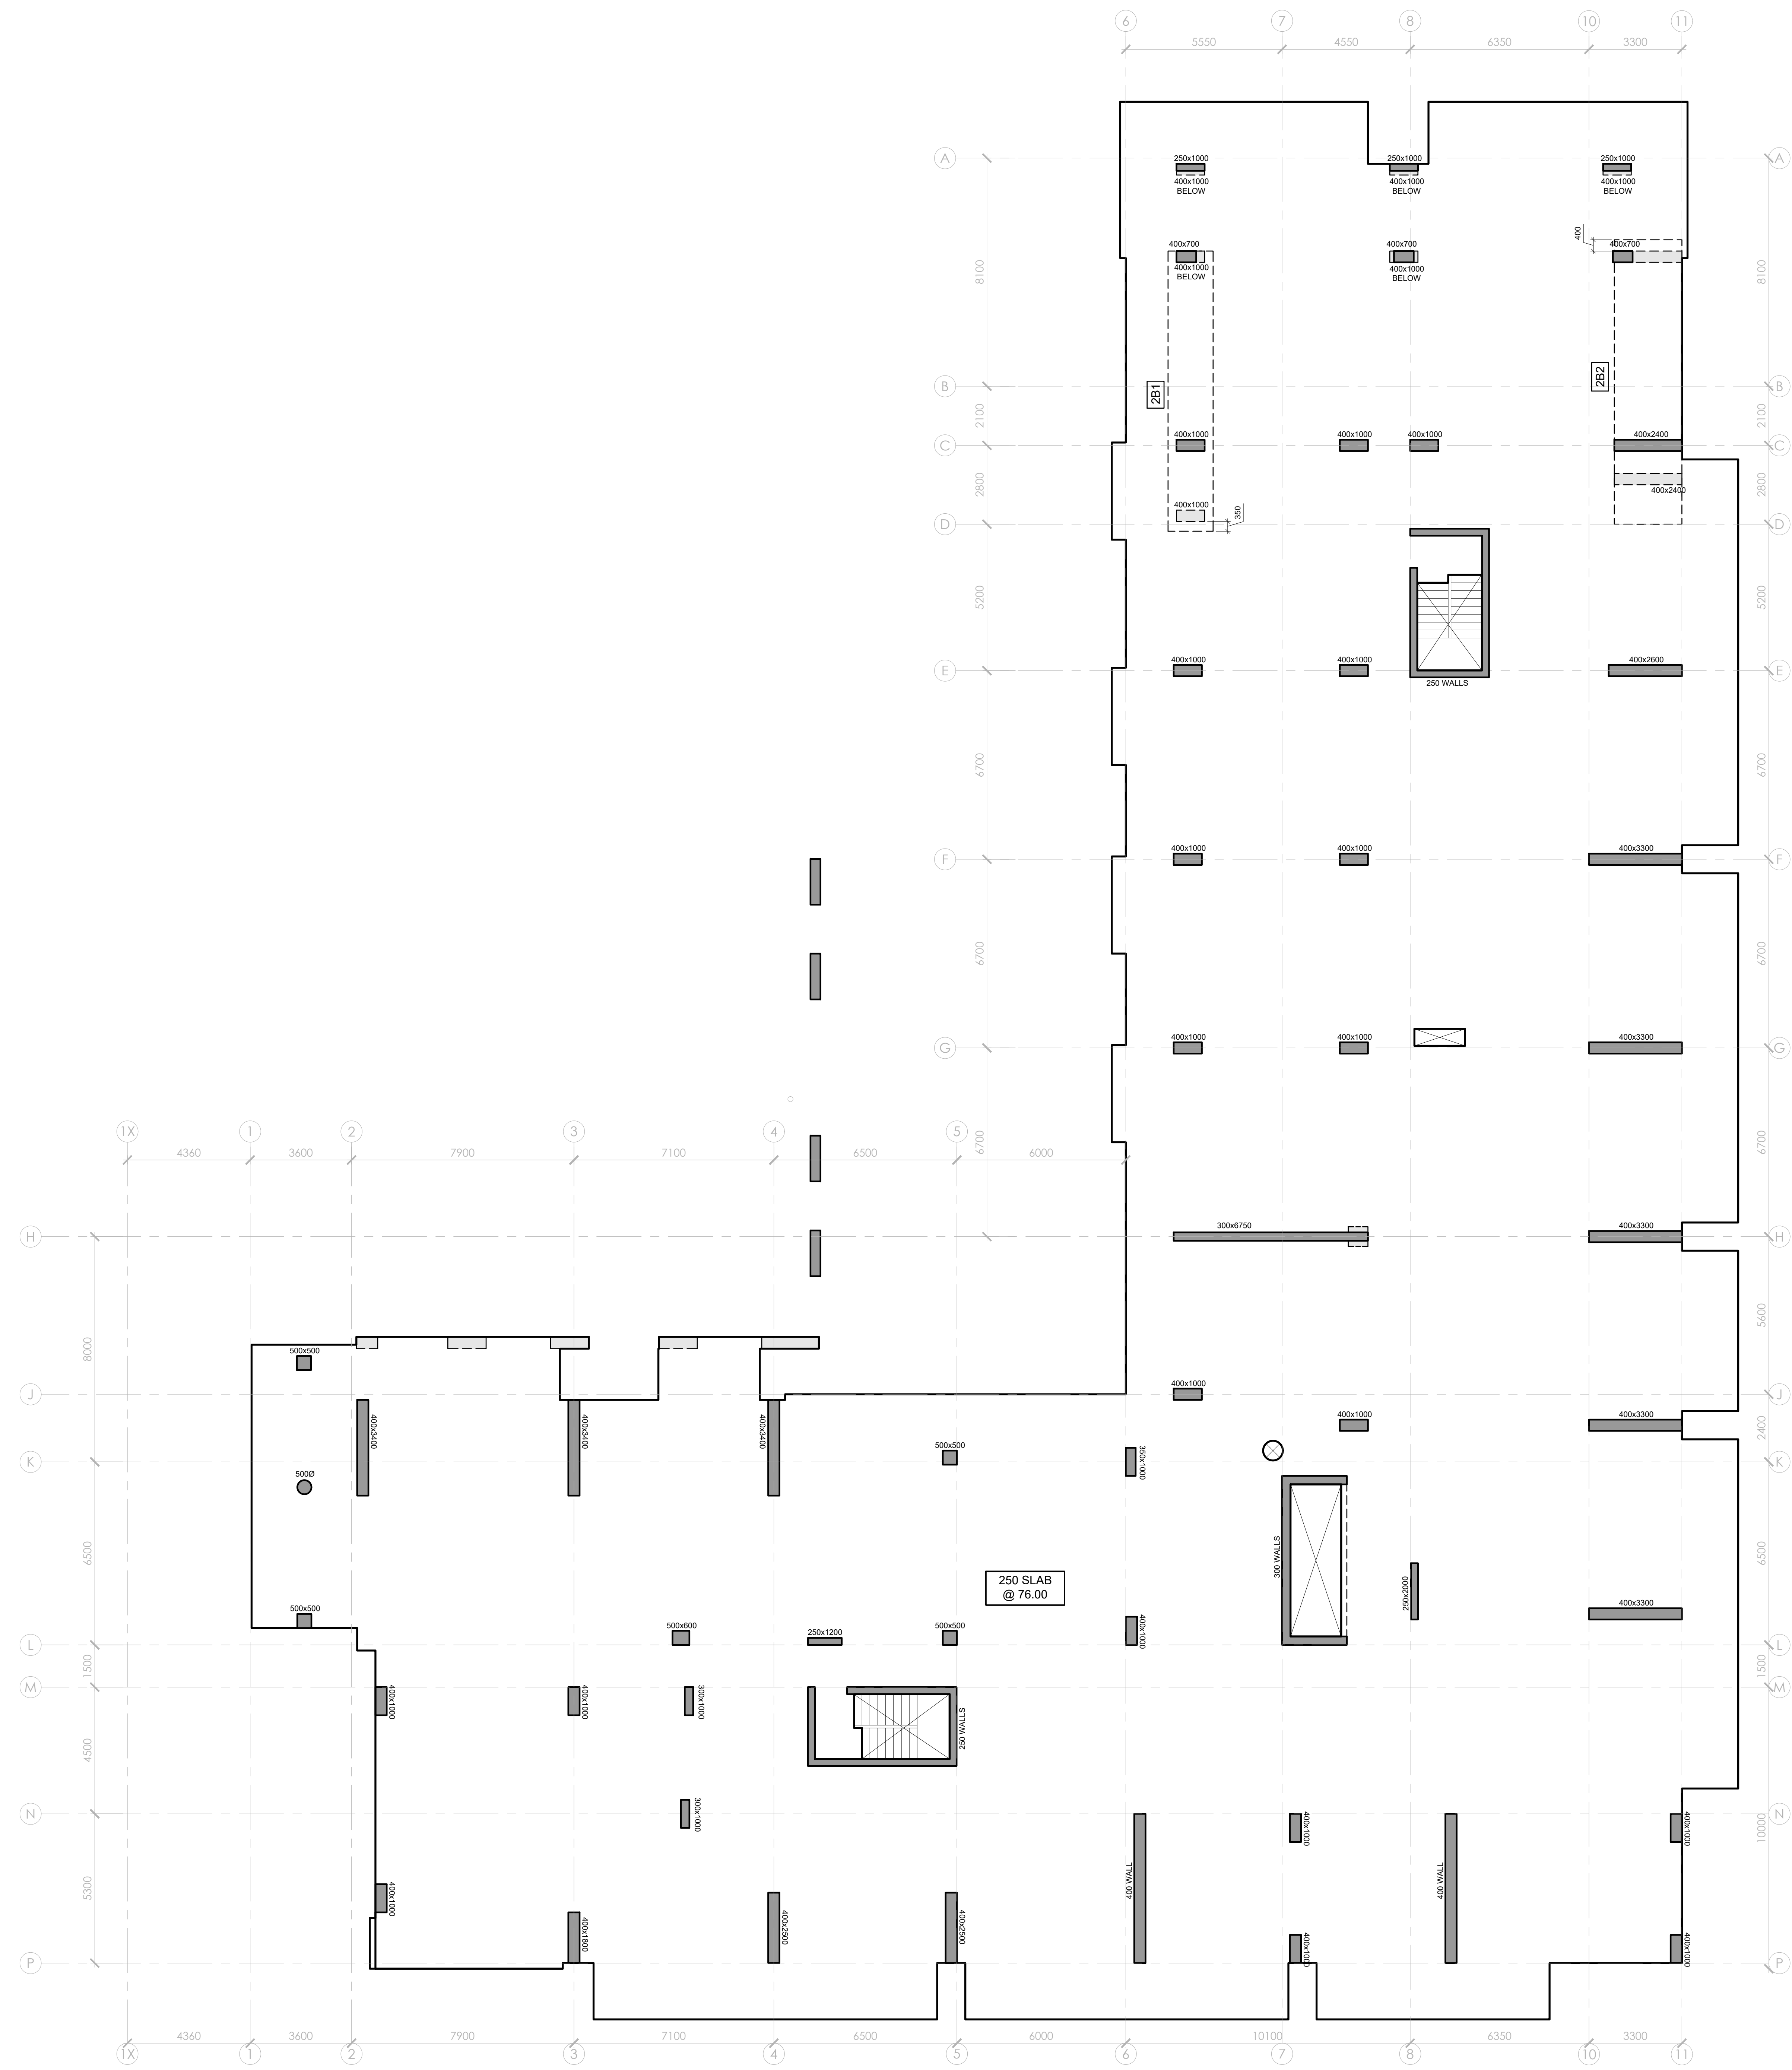 6 7 8 10 11
5550 4550 6350 3300
A 250x1000 250x1000 250x1000 A
400x1000 400x1000 400x1000
BELOW BELOW BELOW
400
400x700 400x700 400x700
400x1000 400x1000
BELOW BELOW
8100 8100
2B1 2B2
B B
2100 2100
C 400x1000 400x1000 400x1000 400x2400 C
2800 2800
400x2400
400x1000 350
D D
5200 5200
E 400x1000 400x1000 400x2600 E
250 WALLS
6700 6700
F 400x1000 400x1000 400x3300 F
6700 6700
G 400x1000 400x1000 400x3300 G
1X 1 2 3 4 5
6700 6700
4360 3600 7900 7100 6500 6000
H 300x6750 400x3300 H
8000 5600
500x500
J 400x1000 J
400x3400 400x3400 400x3400 400x1000 400x3300
2400
K 500x500 350x1000 K
500Ø
6500 300 WALLS 6500
250 SLAB
@ 76.00
250x2000
500x500 400x3300
500x600 250x1200 500x500 400x1000
L L
1500 1500
M 400x1000 400x1000 300x1000 M
250 WALLS
4500
N 300x1000 400x1000 400x1000 N
10000
400 WALL 400 WALL
5300
400x1000 400x1800 400x2500 400x2500 400x1000 400x1000
P P
4360 3600 7900 7100 6500 6000 10100 6350 3300
1X 1 2 3 4 5 6 7 8 10 11